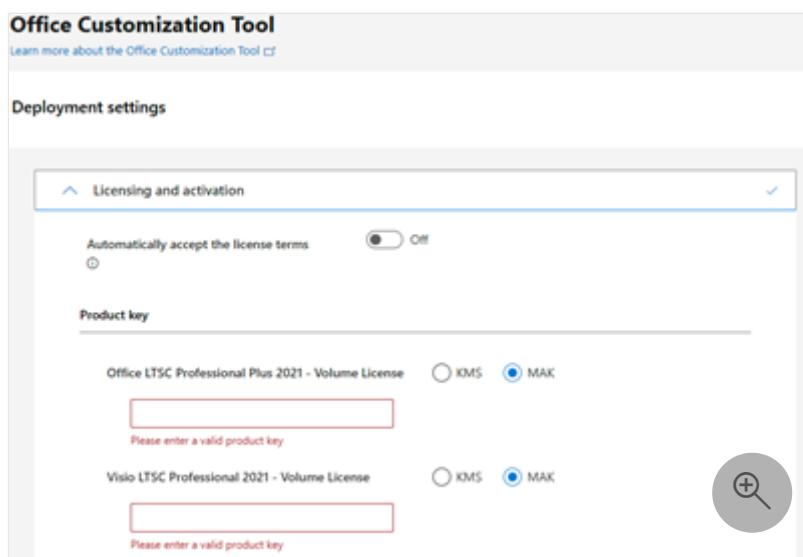 Office Customization Tool
Learn more about the Office Customization Tool
Deployment settings
Licensing and activation
Automatically accept the license terms
Off
Product key
Office LTSC Professional Plus 2021 - Volume License KMS MAK
Please enter a valid product key
Visio LTSC Professional 2021 - Volume License KMS MAK
Please enter a valid product key